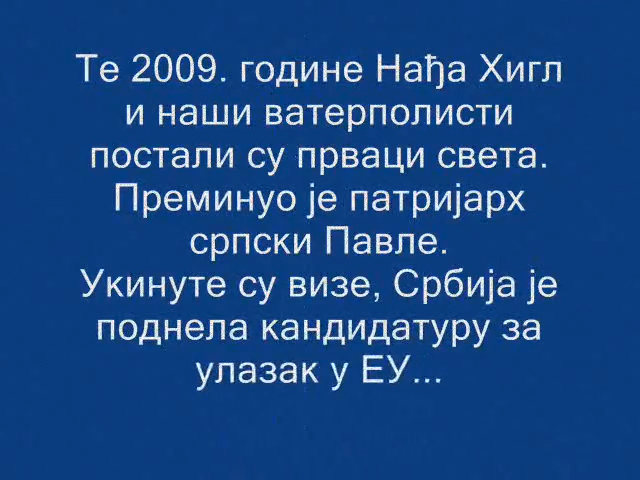 Те 2009. године Нађа Хигл
и наши ватерполисти
постали су прваци света.
Преминуо је патријарх
српски Павле.
Укинуте су визе, Србија је
поднела кандидатуру за
улазак у ЕУ...